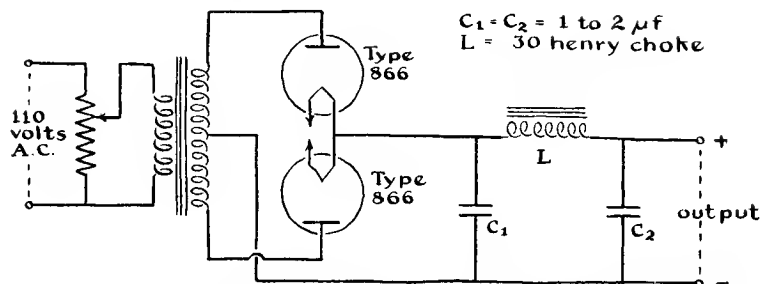 C₁ = C₂ = 1 to 2 μf
L = 30 henry choke
Type
866
110
volts
A.C.
L
+
Type
866
C₁
C₂
output
-